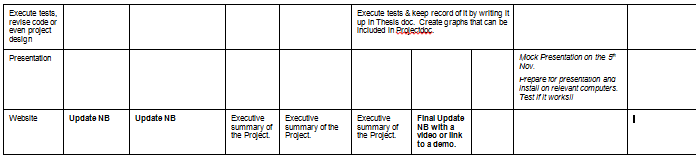 Execute tests,
revise code or
even project
design
Execute tests & keep record of it by writing it
up in Thesis doc. Create graphs that can be
included in Projectdoc.
Presentation
Mock Presentation on the 5th
Nov.
Prepare for presentation and
install on relevant computers.
Test if it works!!
Website
Update NB
Update NB
Executive
summary of
the Project.
Executive
summary of the
Project.
Executive
summary of
the Project.
Final Update
NB with a
video or link
to a demo.